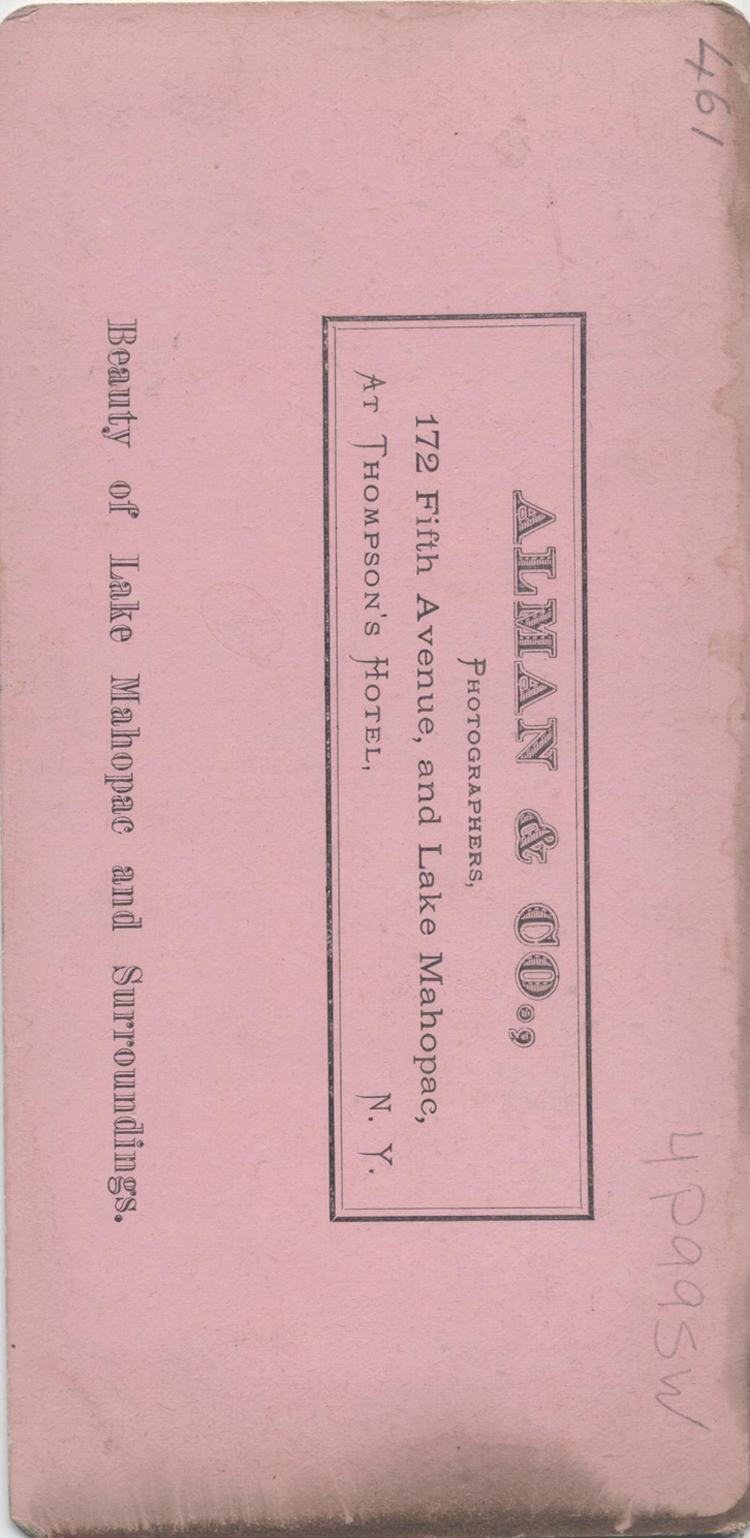 461
4paasw
ALMAN & CO.,
PHOTOGRAPHERS,
172 Fifth Avenue, and Lake Mahopac,
AT THOMPSON'S HOTEL, N. Y.
Beauty of Lake Mahopac and Surroundings.